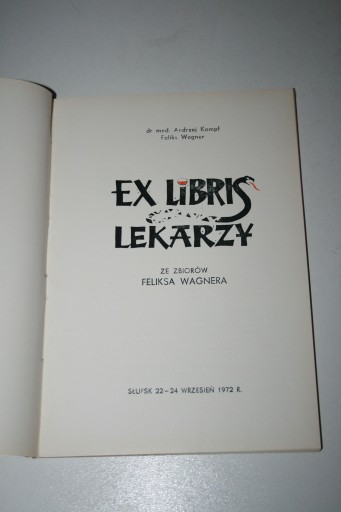 dr med. Andrzej Kempf
Feliks Wagner
EX LIBRIS
LEKARZY
ZE ZBIORÓW
FELIKSA WAGNERA
SŁUPSK 22-24 WRZESIEŃ 1972 R.